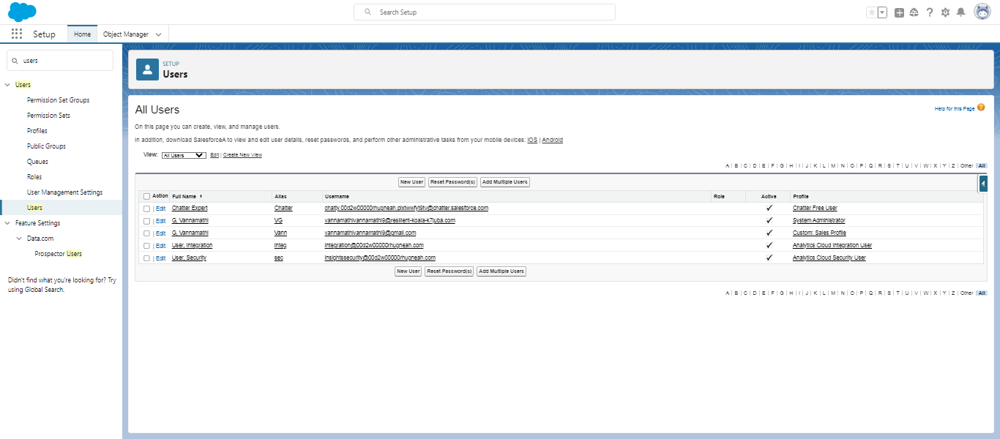 Search Setup
Setup Home Object Manager
users
Users
Permission Set Groups
Permission Sets
Profiles
Public Groups
Queues
Roles
User Management Settings
Users
Feature Settings
Data.com
Prospector Users
Didn't find what you're looking for? Try
using Global Search.
SETUP
Users
All Users
Help for this Page ?
On this page you can create, view, and manage users.
In addition, download SalesforceA to view and edit user details, reset passwords, and perform other administrative tasks from your mobile devices: iOS | Android
View: All Users Edit | Create New View
A | B | C | D | E | F | G | H | I | J | K | L | M | N | O | P | Q | R | S | T | U | V | W | X | Y | Z | Other All
New User Reset Password(s) Add Multiple Users
Action Full Name ↑ Alias Username Role Active Profile
| Edit Chatter Expert Chatter ✓ Chatter Free User
| Edit G, Vannamathi VG vannamathivannamathi9@resilient-koala-k7juba.com ✓ System Administrator
| Edit G, Vannamathi Vann vannamathivannamathi9@gmail.com ✓ Custom: Sales Profile
| Edit User, Integration integ integration@00d2w00000rhuqneah.com ✓ Analytics Cloud Integration User
| Edit User, Security sec insightssecurity@00d2w00000rhuqneah.com ✓ Analytics Cloud Security User
New User Reset Password(s) Add Multiple Users
A | B | C | D | E | F | G | H | I | J | K | L | M | N | O | P | Q | R | S | T | U | V | W | X | Y | Z | Other All